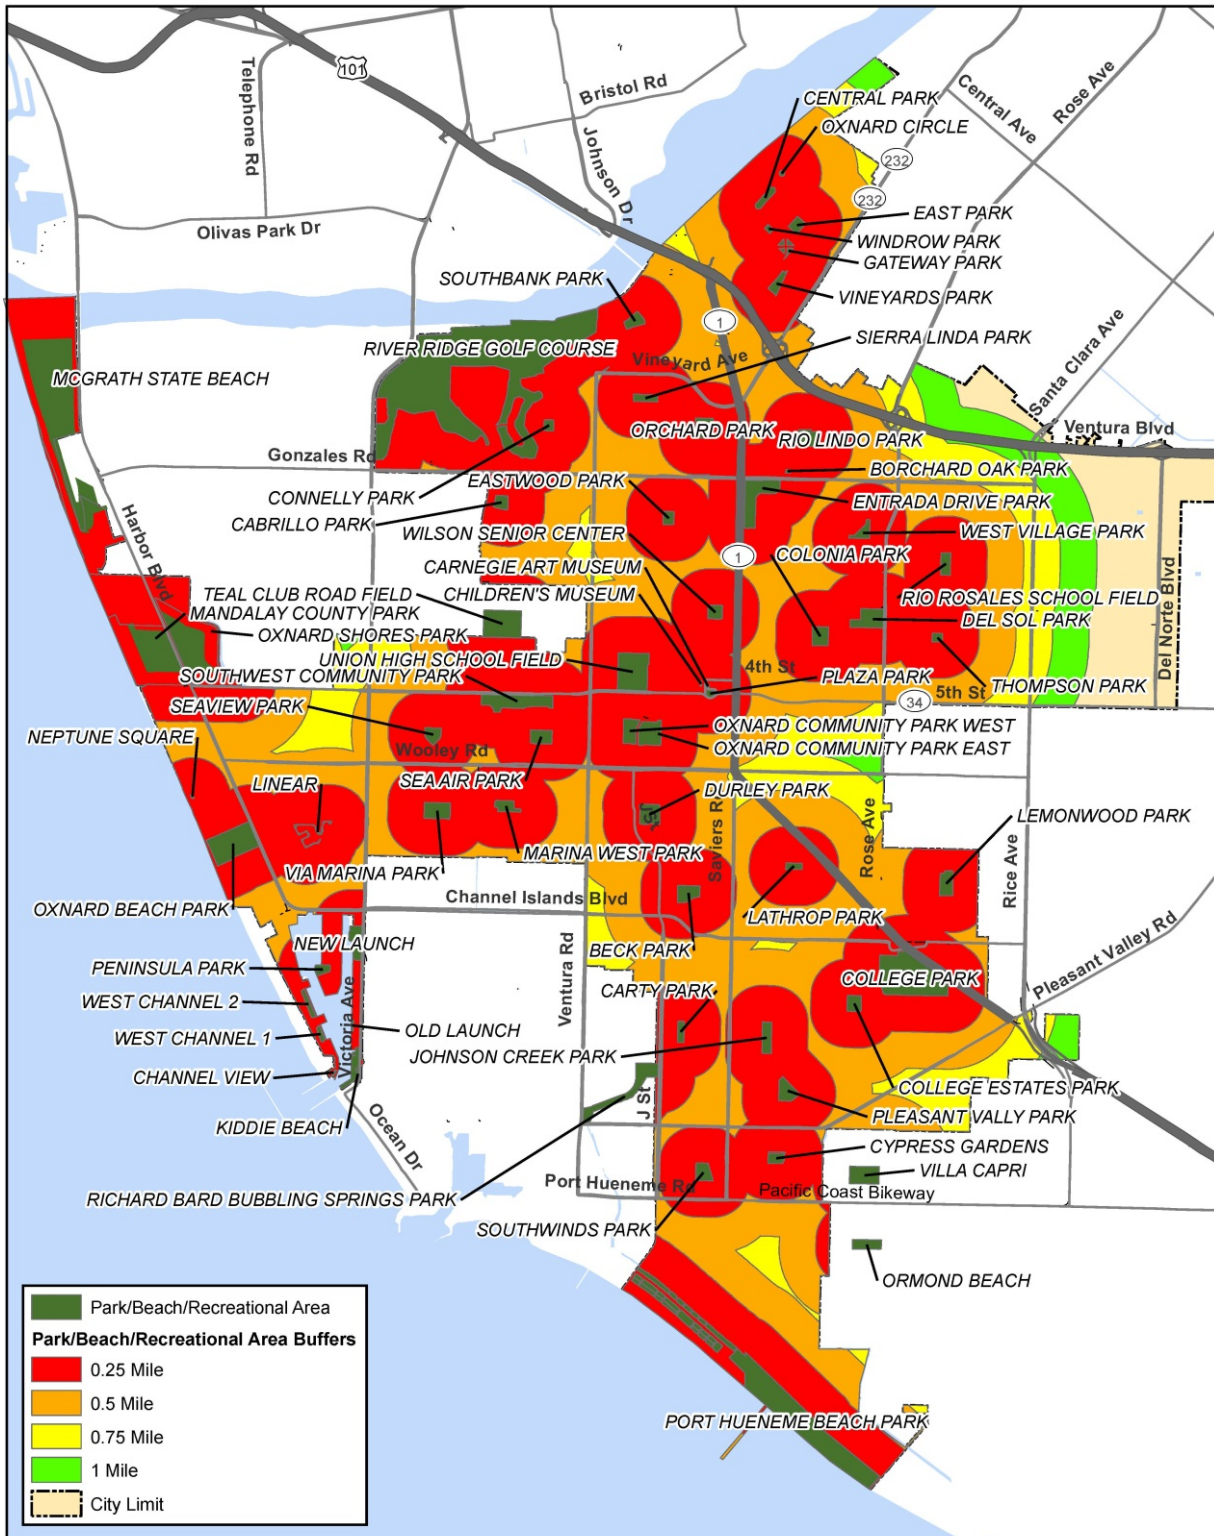 101
Telephone Rd
Bristol Rd
Johnson Dr
Olivas Park Dr
CENTRAL PARK
OXNARD CIRCLE
Central Ave
Rose Ave
232
232
EAST PARK
WINDROW PARK
GATEWAY PARK
VINEYARDS PARK
SOUTHBANK PARK
1
SIERRA LINDA PARK
RIVER RIDGE GOLF COURSE
Vineyard Ave
Santa Clara Ave
MCGRATH STATE BEACH
Ventura Blvd
ORCHARD PARK
RIO LINDO PARK
Gonzales Rd
BORCHARD OAK PARK
EASTWOOD PARK
CONNELLY PARK
ENTRADA DRIVE PARK
CABRILLO PARK
Harbor Blvd
WILSON SENIOR CENTER
WEST VILLAGE PARK
1
COLONIA PARK
CARNEGIE ART MUSEUM
CHILDREN'S MUSEUM
RIO ROSALES SCHOOL FIELD
TEAL CLUB ROAD FIELD
MANDALAY COUNTY PARK
DEL SOL PARK
Del Norte Blvd
OXNARD SHORES PARK
UNION HIGH SCHOOL FIELD
4th St
SOUTHWEST COMMUNITY PARK
PLAZA PARK
THOMPSON PARK
5th St
34
SEAVIEW PARK
OXNARD COMMUNITY PARK WEST
NEPTUNE SQUARE
OXNARD COMMUNITY PARK EAST
Wooley Rd
SEA AIR PARK
LINEAR
DURLEY PARK
J St
Saviers Rd
Rose Ave
LEMONWOOD PARK
Rice Ave
MARINA WEST PARK
VIA MARINA PARK
Channel Islands Blvd
OXNARD BEACH PARK
LATHROP PARK
NEW LAUNCH
BECK PARK
Ventura Rd
Pleasant Valley Rd
PENINSULA PARK
COLLEGE PARK
WEST CHANNEL 2
CARTY PARK
Victoria Ave
OLD LAUNCH
WEST CHANNEL 1
JOHNSON CREEK PARK
CHANNEL VIEW
COLLEGE ESTATES PARK
J St
KIDDIE BEACH
Ocean Dr
PLEASANT VALLY PARK
CYPRESS GARDENS
VILLA CAPRI
RICHARD BARD BUBBLING SPRINGS PARK
Port Hueneme Rd
Pacific Coast Bikeway
SOUTHWINDS PARK
ORMOND BEACH
PORT HUENEME BEACH PARK
Park/Beach/Recreational Area
Park/Beach/Recreational Area Buffers
0.25 Mile
0.5 Mile
0.75 Mile
1 Mile
City Limit